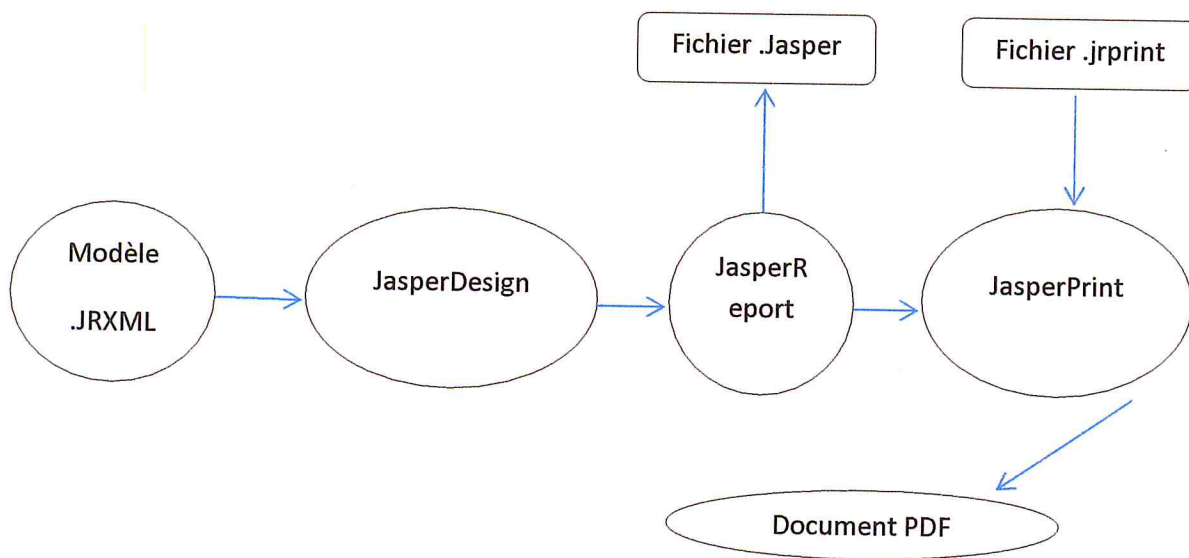 Fichier .Jasper
Fichier .jrprint
Modèle
.JRXML
JasperDesign
JasperR
eport
JasperPrint
Document PDF